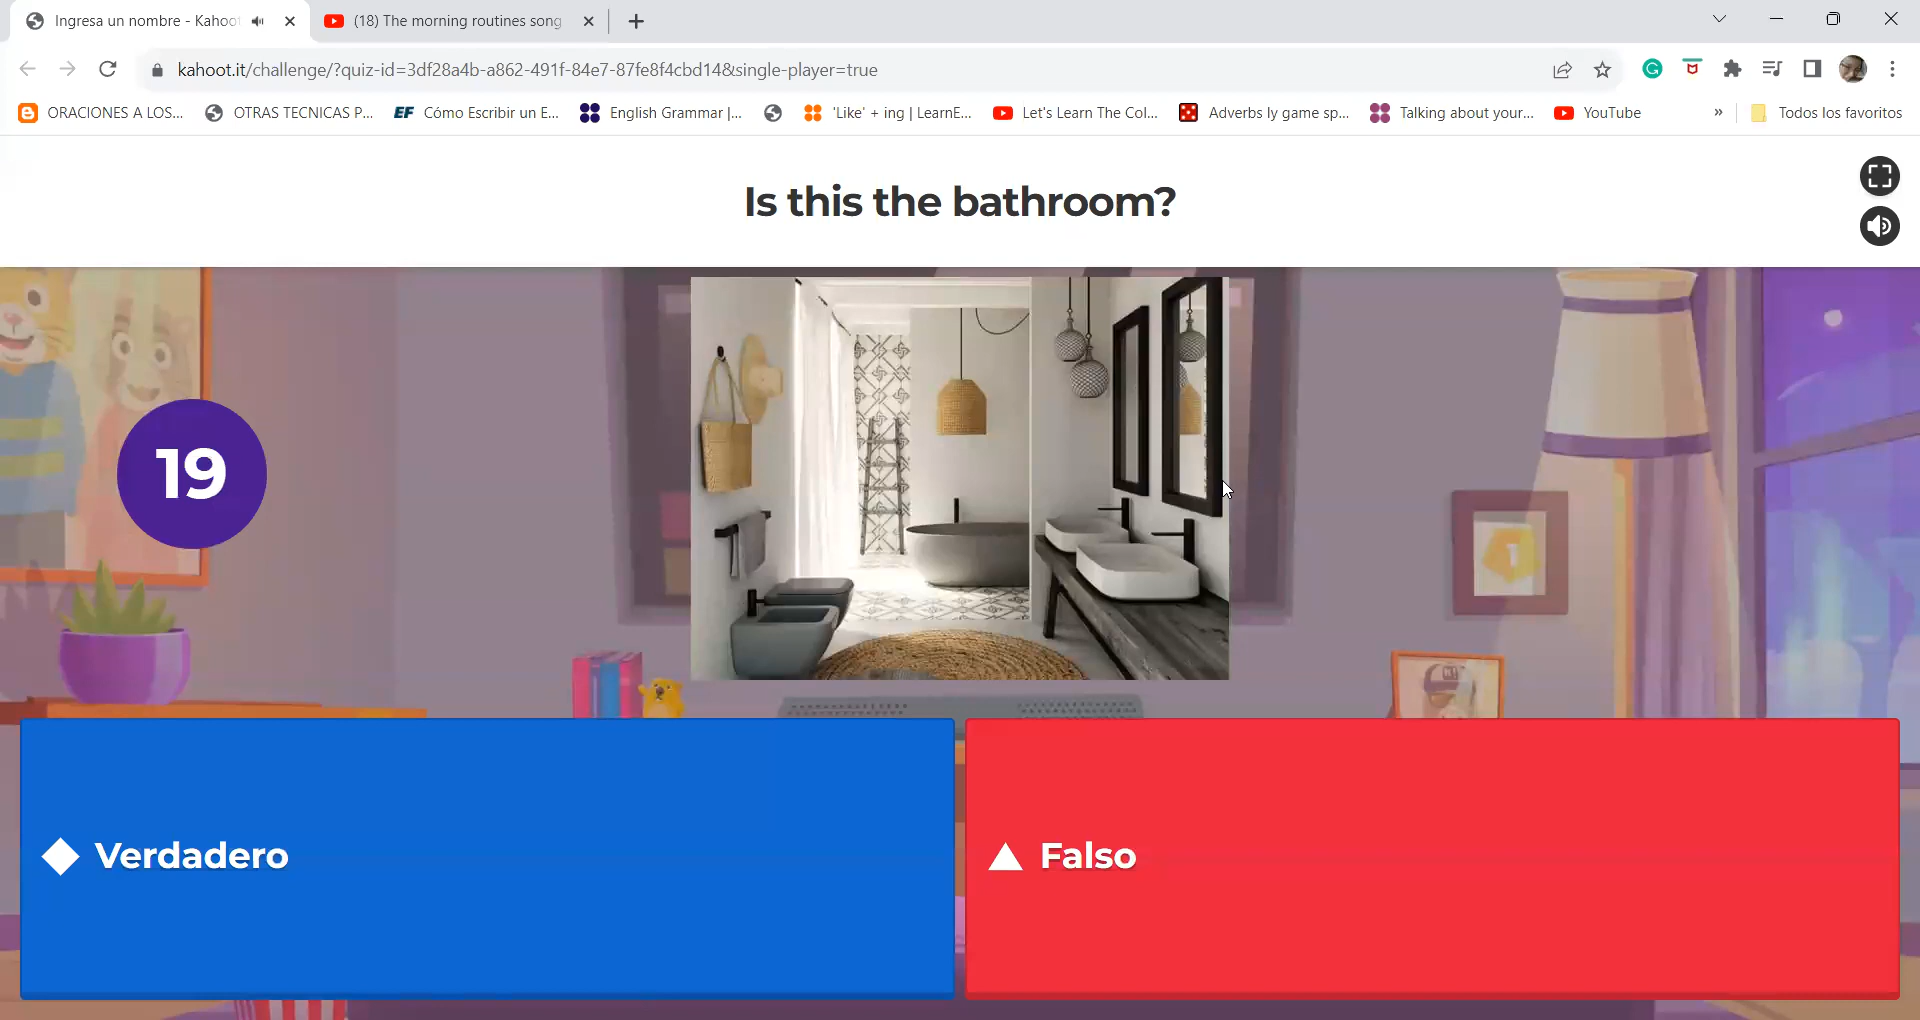 Ingresa un nombre - Kahoot
(18) The morning routines song
kahoot.it/challenge/?quiz-id=3df28a4b-a862-491f-84e7-87fe8f4cbd14&single-player=true
ORACIONES A LOS...
OTRAS TECNICAS P...
EF Cómo Escribir un E...
English Grammar |...
'Like' + ing | LearnE...
Let's Learn The Col...
Adverbs ly game sp...
Talking about your...
YouTube
»
Todos los favoritos
Is this the bathroom?
19
1
Verdadero
Falso